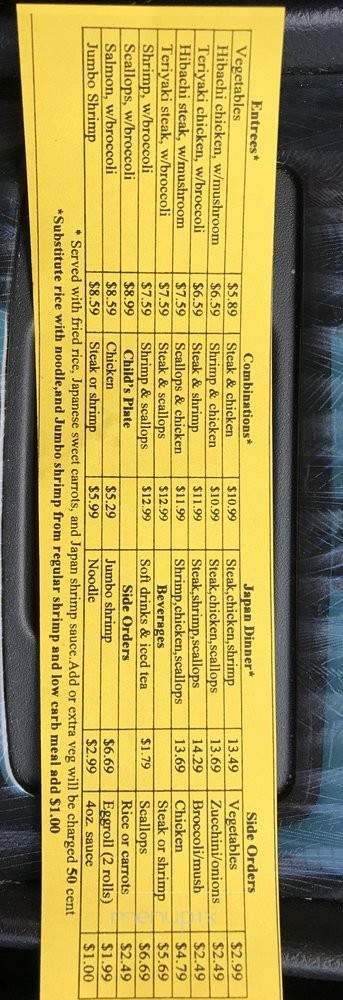 Entrees* Combinations* Japan Dinner* Side Orders
Vegetables $5.89 Steak & chicken $10.99 Steak,chicken,shrimp 13.49 Vegetables $2.99
Hibachi chicken, w/mushroom $6.59 Shrimp & chicken $10.99 Steak,chicken,scallops 13.69 Zucchini/onions $2.49
Teriyaki chicken, w/broccoli $6.59 Steak & shrimp $11.99 Steak,shrimp,scallops 14.29 Broccoli/mush $2.49
Hibachi steak, w/mushroom $7.59 Scallops & chicken $11.99 Shrimp,chicken,scallops 13.69 Chicken $4.79
Teriyaki steak, w/broccoli $7.59 Steak & scallops $12.99 Beverages Steak or shrimp $5.69
Shrimp, w/broccoli $7.59 Shrimp & scallops $12.99 Soft drinks & iced tea $1.79 Scallops $6.69
Scallops, w/broccoli $8.99 Child's Plate Side Orders Rice or carrots $2.49
Salmon, w/broccoli $8.59 Chicken $5.29 Jumbo shrimp $6.69 Eggroll (2 rolls) $1.99
Jumbo Shrimp $8.59 Steak or shrimp $5.99 Noodle $2.99 4oz. sauce $1.00
* Served with fried rice, Japanese sweet carrots, and Japan shrimp sauce. Add or extra veg will be charged 50 cent
*Substitute rice with noodle,and Jumbo shrimp from regular shrimp and low carb meal add $1.00
menupix